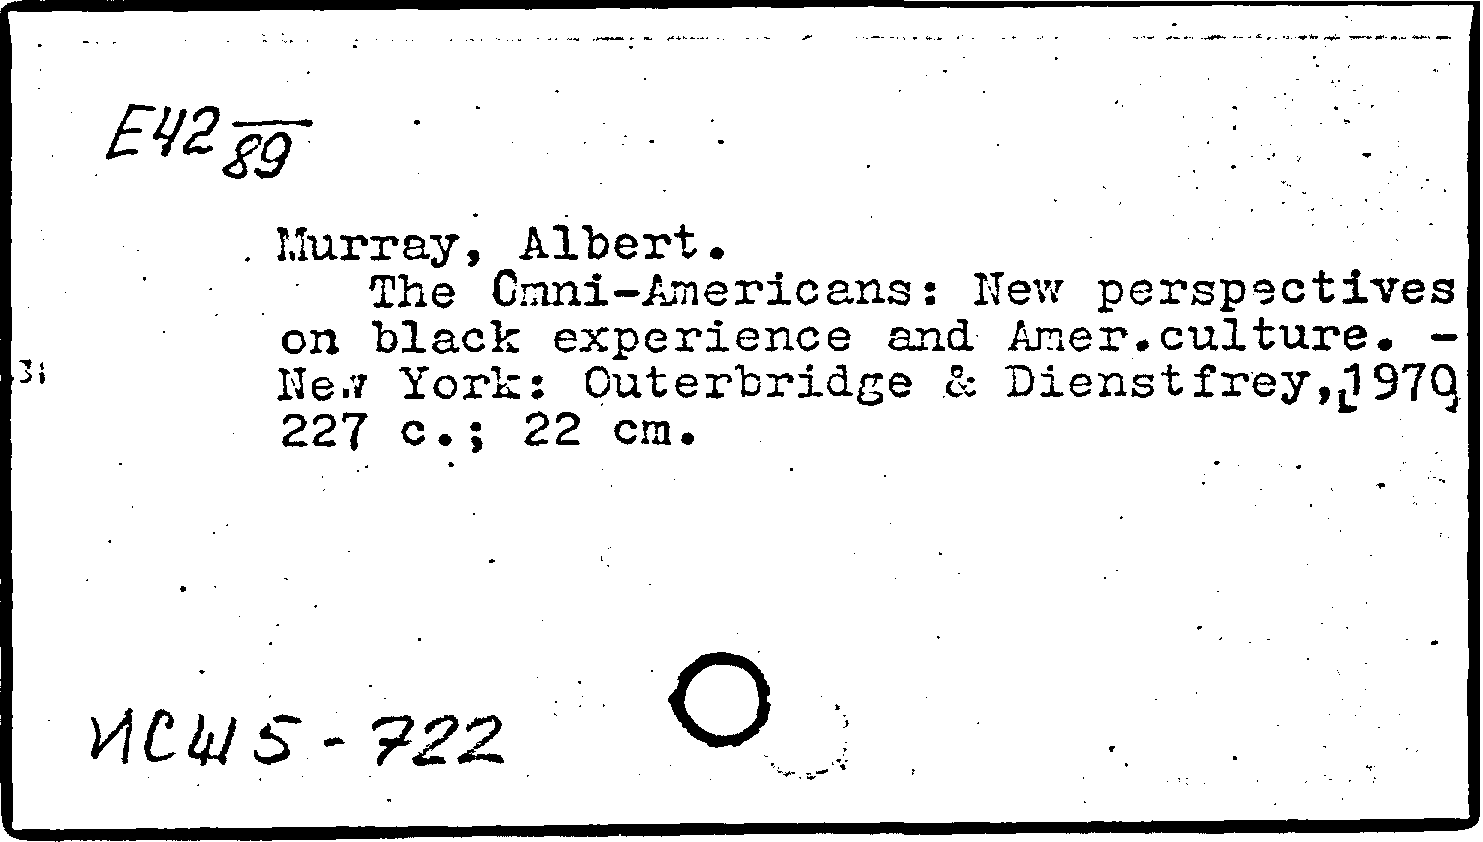 E42
89
Murray, Albert.
The Omni-Americans: New perspectives
on black experience and Amer.culture. -
New York: Outerbridge & Dienstfrey,[1970]
227 c.; 22 cm.
ИСШ5-722